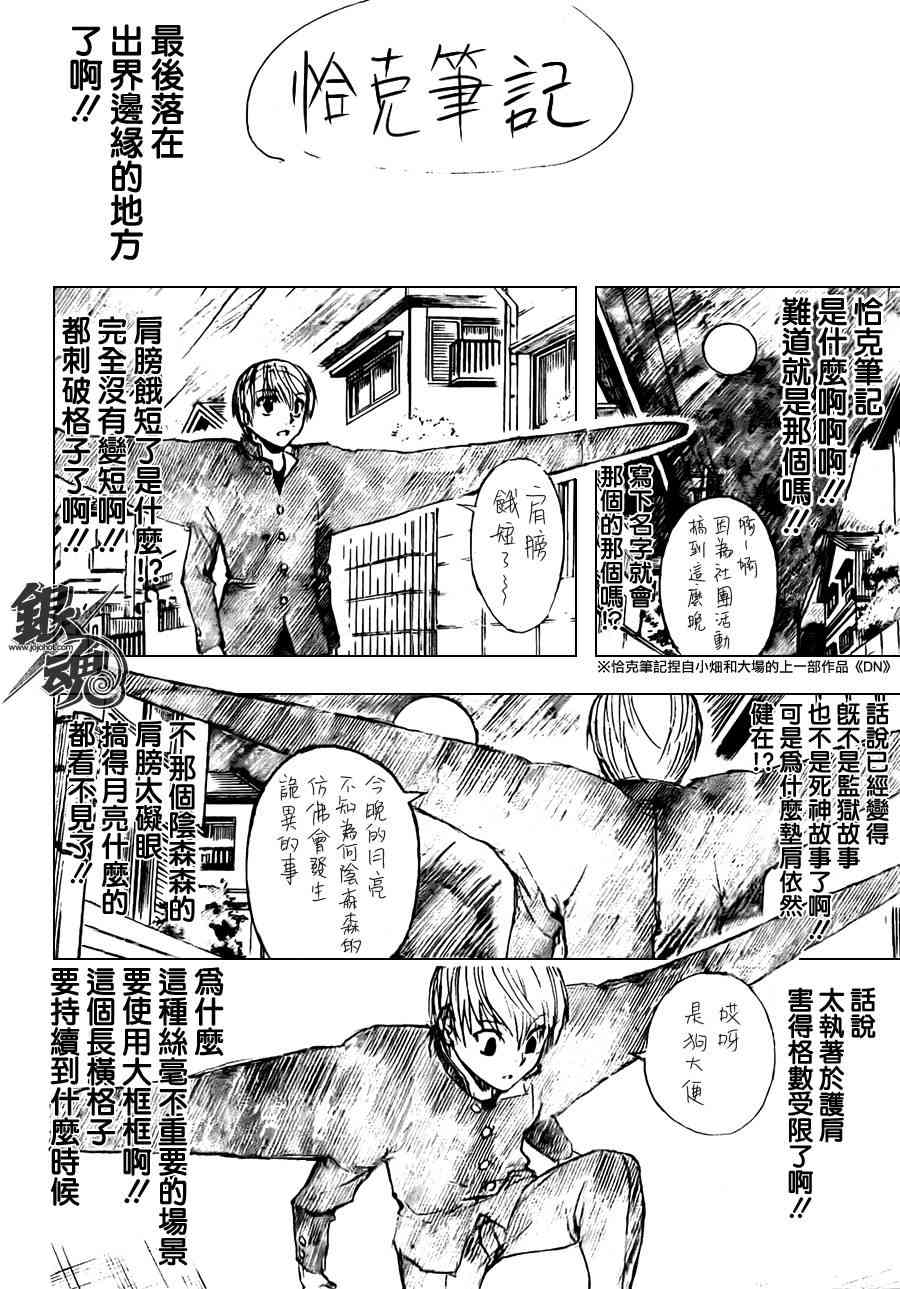 恰克筆記
最後落在
出界邊緣的地方
了啊!!
恰克筆記
是什麼啊啊!!
難道就是那個嗎!!
寫下名字就會
那個的那個嗎!?
啊~啊
因為社團活動
搞到這麼晚
肩膀餓短了是什麼!?
完全沒有變短啊!!
都刺破格子了啊!!
肩膀
餓短了~~
※恰克筆記捏自小畑和大場的上一部作品《DN》
銀魂
www.jojohot.com
話說已經變得
既不是監獄故事
也不是死神故事了啊!!
可是為什麼墊肩依然
健在!?
今晚的月亮
不知為何陰森森的
仿佛會發生
詭異的事
不那個陰森森的
肩膀太礙眼
搞得月亮什麼的
都看不見了!!
話說
太執著於護肩
害得格數受限了啊!!
哎呀
是狗大便
為什麼
這種絲毫不重要的場景
要使用大框框啊!!
這個長橫格子
要持續到什麼時候